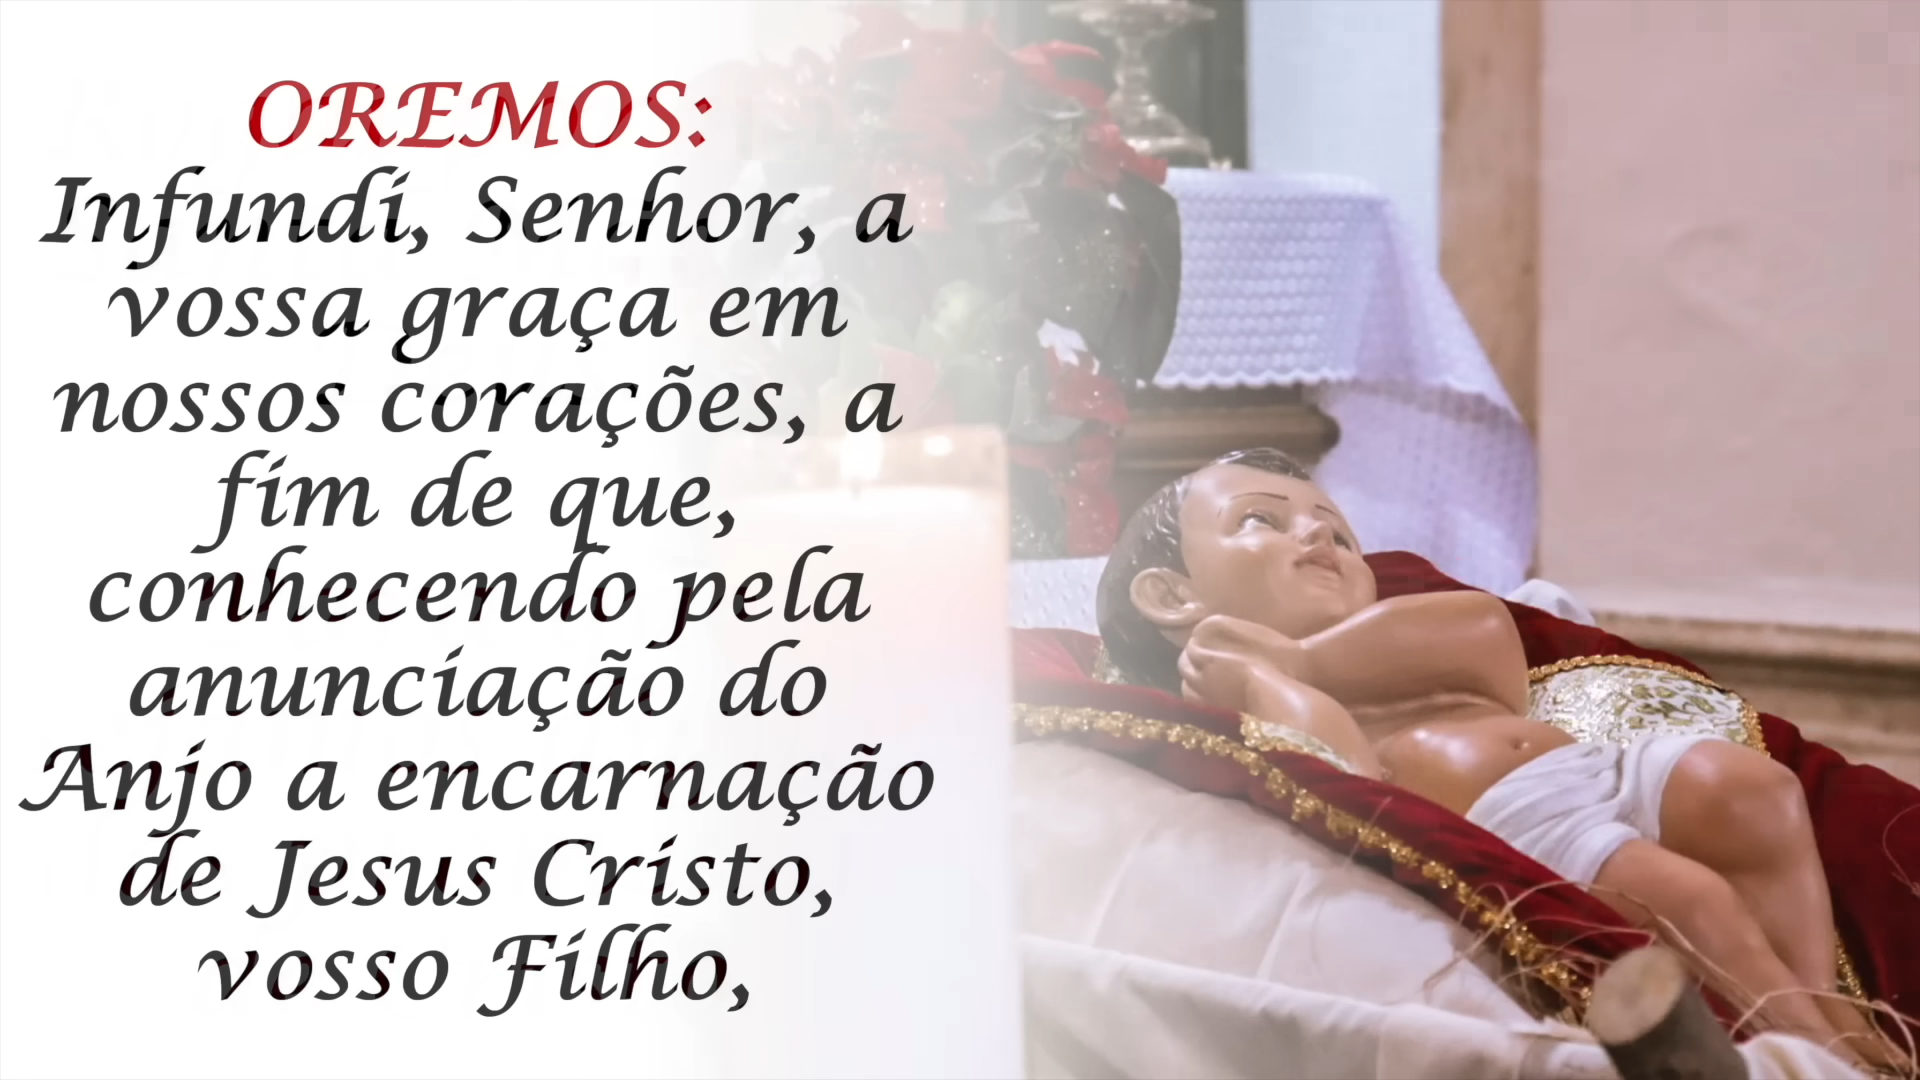 OREMOS:
Infundi, Senhor, a
vossa graça em
nossos corações, a
fim de que,
conhecendo pela
anunciação do
Anjo a encarnação
de Jesus Cristo,
vosso Filho,